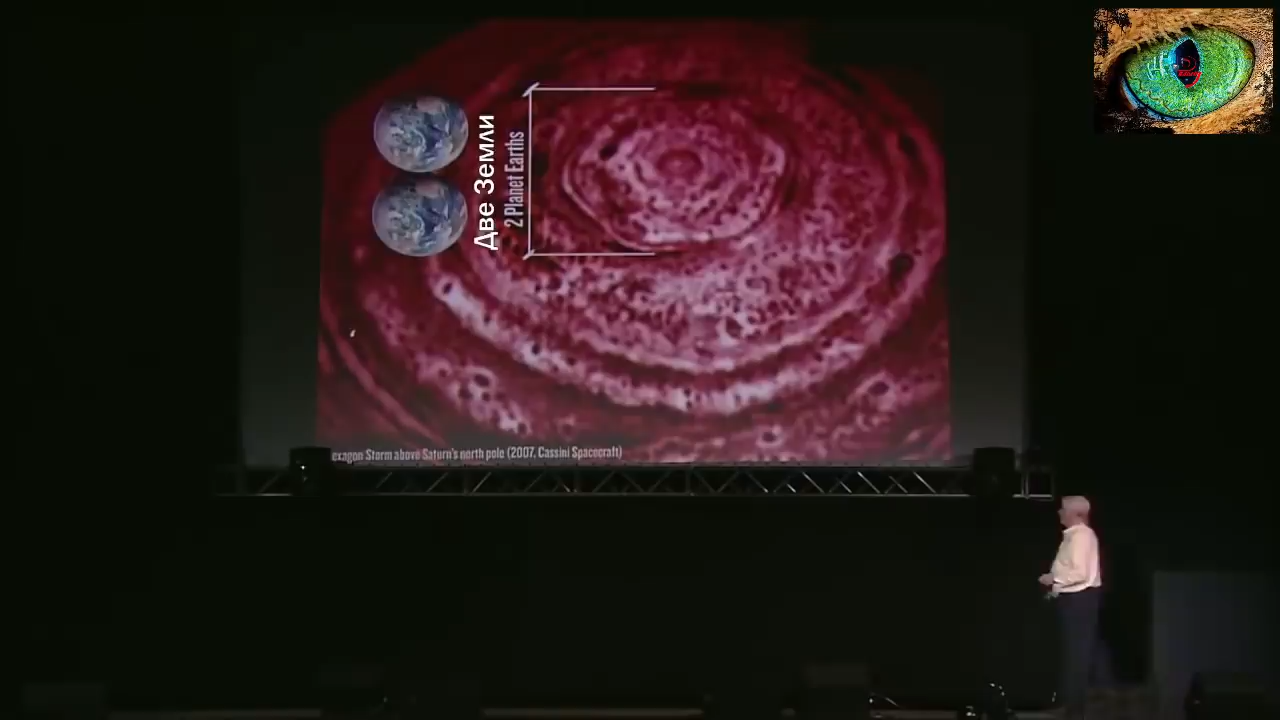 Две Земли
2 Planet Earths
exagon Storm above Saturn's north pole (2007, Cassini Spacecraft)